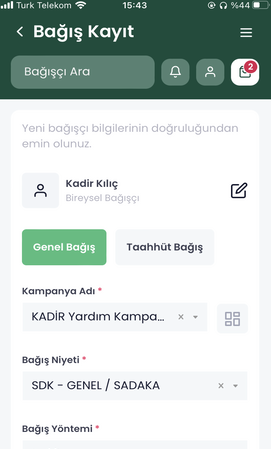 Turk Telekom
15:43
%44
Bağış Kayıt
Bağışçı Ara
2
Yeni bağışçı bilgilerinin doğruluğundan
emin olunuz.
Kadir Kılıç
Bireysel Bağışçı
Genel Bağış
Taahhüt Bağış
Kampanya Adı *
KADİR Yardım Kampa...
Bağış Niyeti *
SDK - GENEL / SADAKA
Bağış Yöntemi *